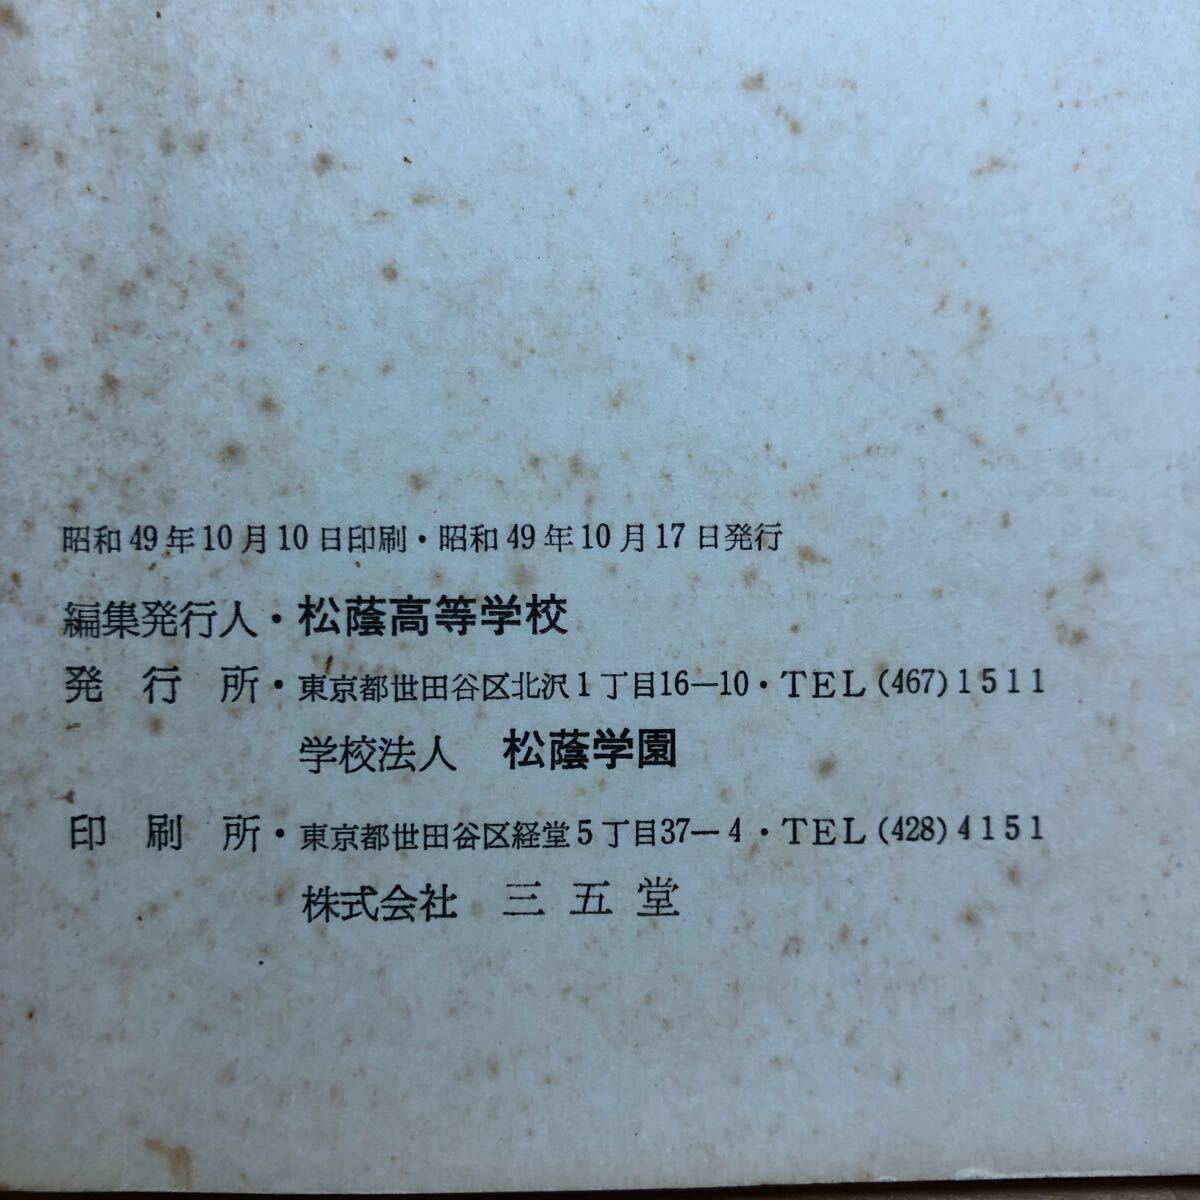 昭和49年10月10日印刷・昭和49年10月17日発行
編集発行人・松蔭高等学校
発行所・東京都世田谷区北沢1丁目16—10・TEL(467)1511
学校法人 松蔭学園
印刷所・東京都世田谷区経堂5丁目37—4・TEL(428)4151
株式会社 三五堂